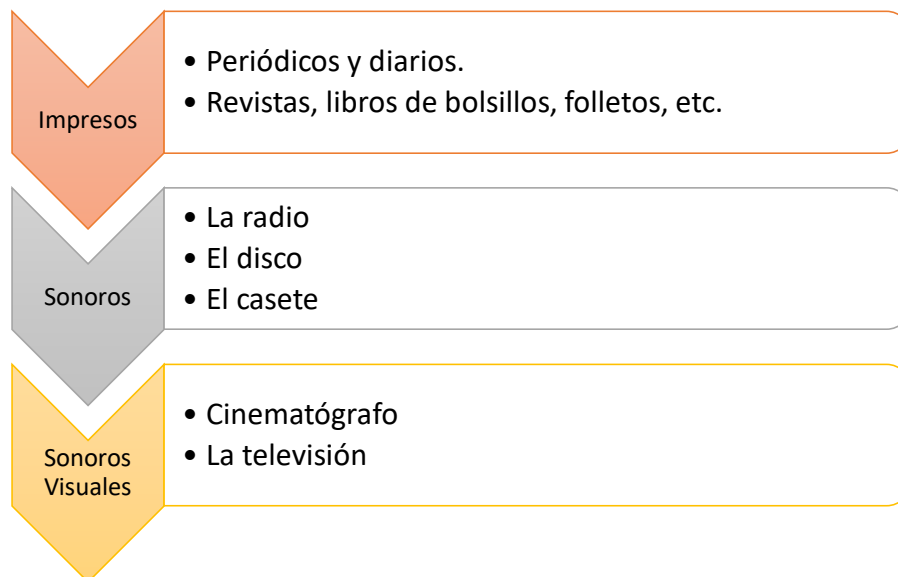 Impresos
• Periódicos y diarios.
• Revistas, libros de bolsillos, folletos, etc.
Sonoros
• La radio
• El disco
• El casete
Sonoros
Visuales
• Cinematógrafo
• La televisión